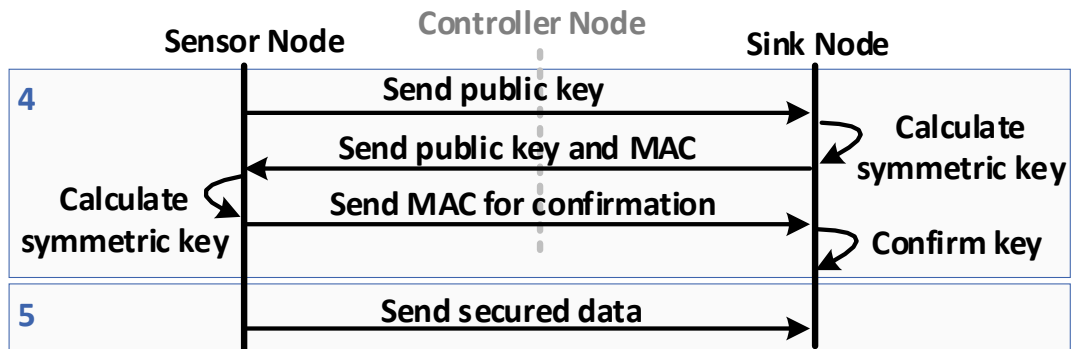 Controller Node
Sensor Node
Sink Node
4
Send public key
Calculate
symmetric key
Send public key and MAC
Calculate
symmetric key
Send MAC for confirmation
Confirm key
5
Send secured data